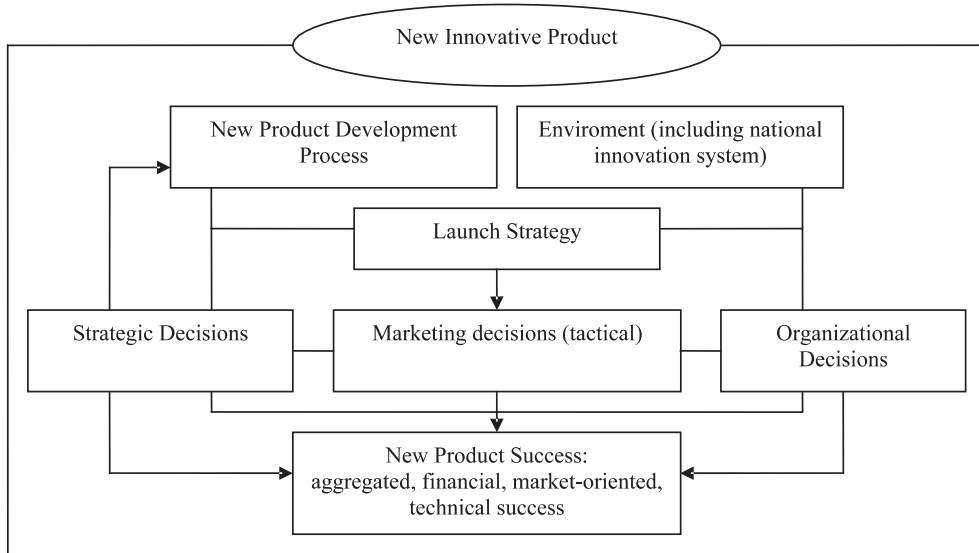 New Innovative Product
New Product Development
Process
Enviroment (including national
innovation system)
Launch Strategy
Strategic Decisions
Marketing decisions (tactical)
Organizational
Decisions
New Product Success:
aggregated, financial, market-oriented,
technical success